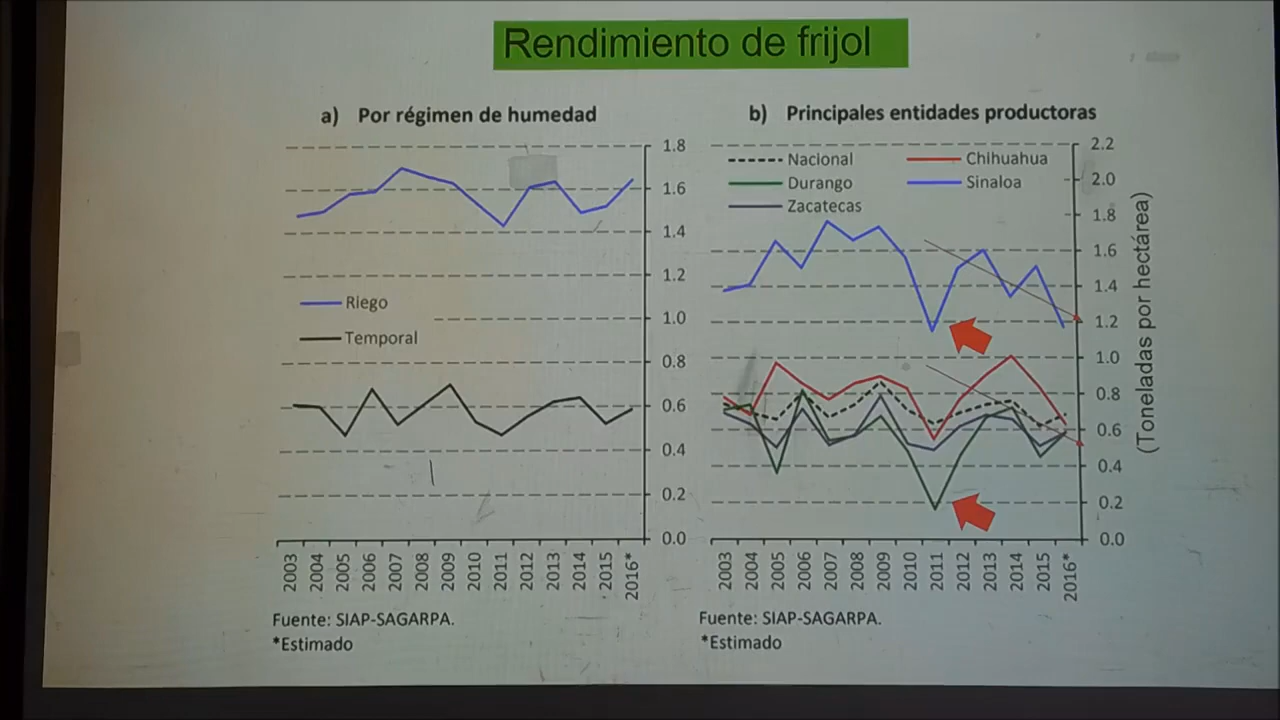 Rendimiento de frijol
a) Por régimen de humedad
1.8
1.6
1.4
1.2
1.0
0.8
0.6
0.4
0.2
0.0
Riego
Temporal
2003 2004 2005 2006 2007 2008 2009 2010 2011 2012 2013 2014 2015 2016*
Fuente: SIAP-SAGARPA.
*Estimado
b) Principales entidades productoras
Nacional Chihuahua
Durango Sinaloa
Zacatecas
2.2
2.0
1.8
1.6
1.4
1.2
1.0
0.8
0.6
0.4
0.2
0.0
(Toneladas por hectárea)
2003 2004 2005 2006 2007 2008 2009 2010 2011 2012 2013 2014 2015 2016*
Fuente: SIAP-SAGARPA.
*Estimado